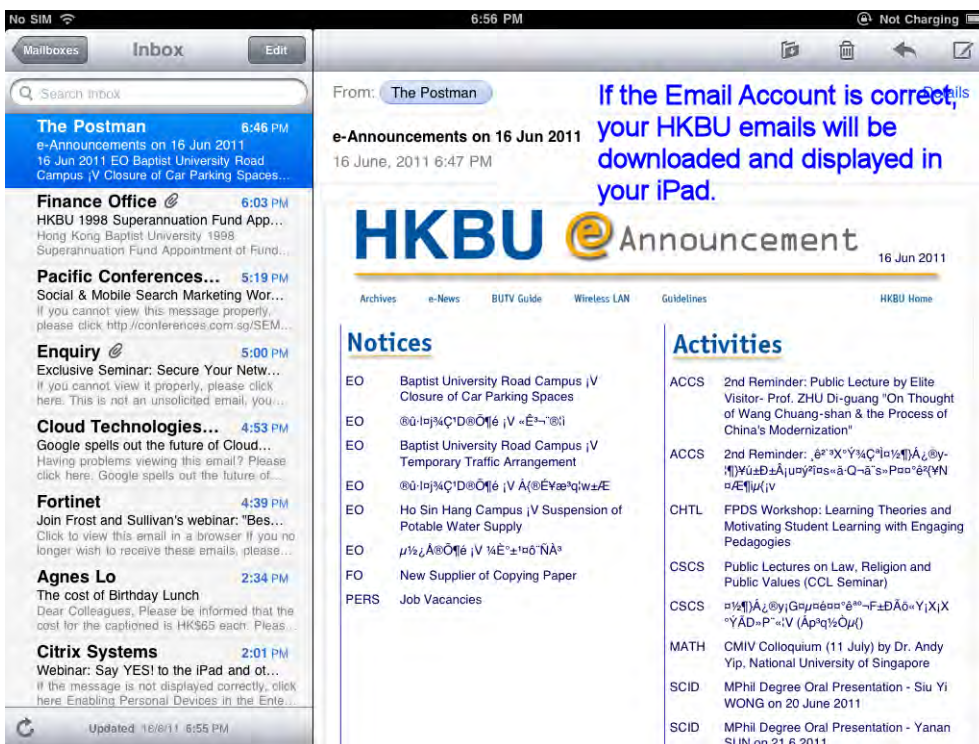 No SIM 6:56 PM Not Charging
Mailboxes Inbox Edit
Search Inbox
The Postman 6:46 PM
e-Announcements on 16 Jun 2011
16 Jun 2011 EO Baptist University Road
Campus ¡V Closure of Car Parking Spaces...
Finance Office 6:03 PM
HKBU 1998 Superannuation Fund App...
Hong Kong Baptist University 1998
Superannuation Fund Appointment of Fund...
Pacific Conferences... 5:19 PM
Social & Mobile Search Marketing Wor...
If you cannot view this message properly,
please click http://conferences.com.sg/SEM...
Enquiry 5:00 PM
Exclusive Seminar: Secure Your Netw...
If you cannot view it properly, please click
here. This is not an unsolicited email, you...
Cloud Technologies... 4:53 PM
Google spells out the future of Cloud...
Having problems viewing this email? Please
click here. Google spells out the future of...
Fortinet 4:39 PM
Join Frost and Sullivan's webinar: "Bes...
Click to view this email in a browser If you no
longer wish to receive these emails, please...
Agnes Lo 2:34 PM
The cost of Birthday Lunch
Dear Colleagues, Please be informed that the
cost for the captioned is HK$65 each. Pleas...
Citrix Systems 2:01 PM
Webinar: Say YES! to the iPad and ot...
If the message is not displayed correctly, click
here Enabling Personal Devices in the Ente...
Updated 16/6/11 6:55 PM
From: The Postman
Details
If the Email Account is correct,
your HKBU emails will be
downloaded and displayed in
your iPad.
e-Announcements on 16 Jun 2011
16 June, 2011 6:47 PM
HKBU e Announcement
16 Jun 2011
Archives e-News BUTV Guide Wireless LAN Guidelines HKBU Home
Notices
EO Baptist University Road Campus ¡V
Closure of Car Parking Spaces
EO
EO Baptist University Road Campus ¡V
Temporary Traffic Arrangement
EO
EO Ho Sin Hang Campus ¡V Suspension of
Potable Water Supply
EO
FO New Supplier of Copying Paper
PERS Job Vacancies
Activities
ACCS 2nd Reminder: Public Lecture by Elite
Visitor- Prof. ZHU Di-guang "On Thought
of Wang Chuang-shan & the Process of
China's Modernization"
ACCS 2nd Reminder:
CHTL FPDS Workshop: Learning Theories and
Motivating Student Learning with Engaging
Pedagogies
CSCS Public Lectures on Law, Religion and
Public Values (CCL Seminar)
CSCS
MATH CMIV Colloquium (11 July) by Dr. Andy
Yip, National University of Singapore
SCID MPhil Degree Oral Presentation - Siu Yi
WONG on 20 June 2011
SCID MPhil Degree Oral Presentation - Yanan
SUN on 21 6 2011